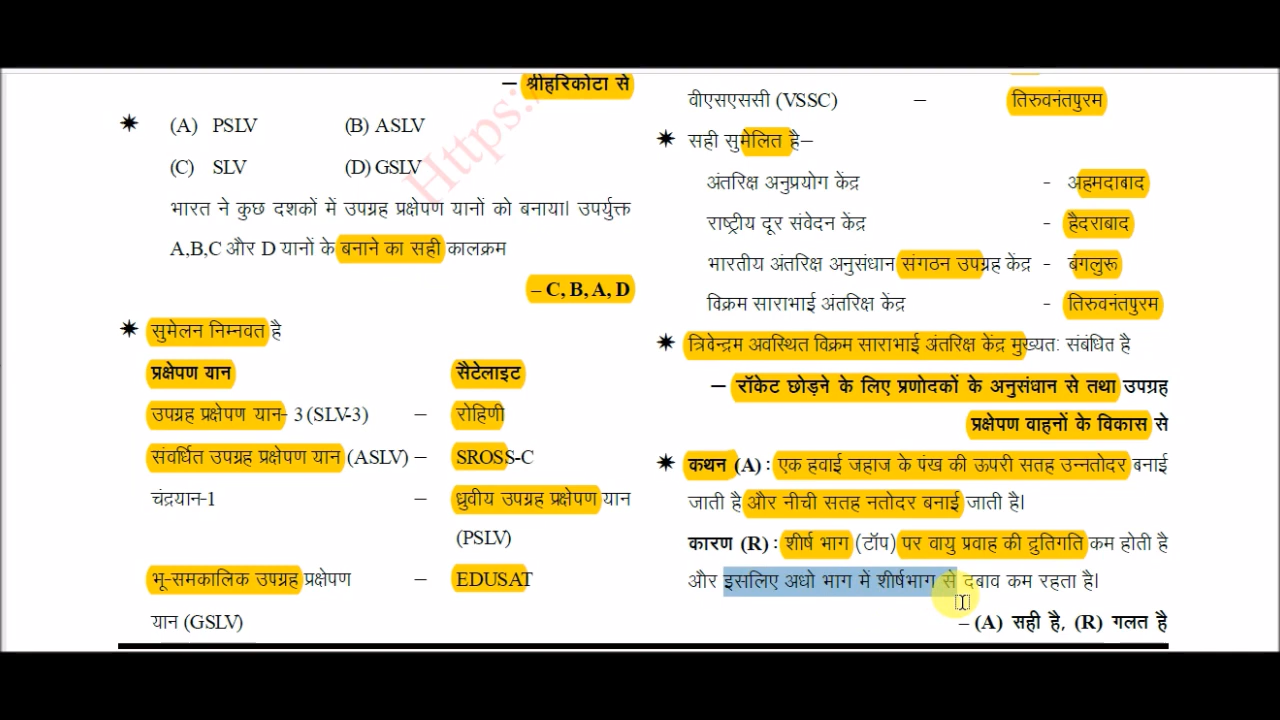 – श्रीहरिकोटा से
✷ (A) PSLV (B) ASLV
(C) SLV (D) GSLV
भारत ने कुछ दशकों में उपग्रह प्रक्षेपण यानों को बनाया। उपर्युक्त
A,B,C और D यानों के बनाने का सही कालक्रम
– C, B, A, D
✷ सुमेलन निम्नवत है
प्रक्षेपण यान सैटेलाइट
उपग्रह प्रक्षेपण यान- 3 (SLV-3) – रोहिणी
संवर्धित उपग्रह प्रक्षेपण यान (ASLV) – SROSS-C
चंद्रयान-1 – ध्रुवीय उपग्रह प्रक्षेपण यान
(PSLV)
भू-समकालिक उपग्रह प्रक्षेपण – EDUSAT
यान (GSLV)
Https:
वीएसएससी (VSSC) – तिरुवनंतपुरम
✷ सही सुमेलित है–
अंतरिक्ष अनुप्रयोग केंद्र - अहमदाबाद
राष्ट्रीय दूर संवेदन केंद्र - हैदराबाद
भारतीय अंतरिक्ष अनुसंधान संगठन उपग्रह केंद्र - बंगलुरू
विक्रम साराभाई अंतरिक्ष केंद्र - तिरुवनंतपुरम
✷ त्रिवेन्द्रम अवस्थित विक्रम साराभाई अंतरिक्ष केंद्र मुख्यत: संबंधित है
– रॉकेट छोड़ने के लिए प्रणोदकों के अनुसंधान से तथा उपग्रह
प्रक्षेपण वाहनों के विकास से
✷ कथन (A) : एक हवाई जहाज के पंख की ऊपरी सतह उन्नतोदर बनाई
जाती है और नीची सतह नतोदर बनाई जाती है।
कारण (R) : शीर्ष भाग (टॉप) पर वायु प्रवाह की द्रुतिगति कम होती है
और इसलिए अधो भाग में शीर्षभाग से दबाव कम रहता है।
– (A) सही है, (R) गलत है